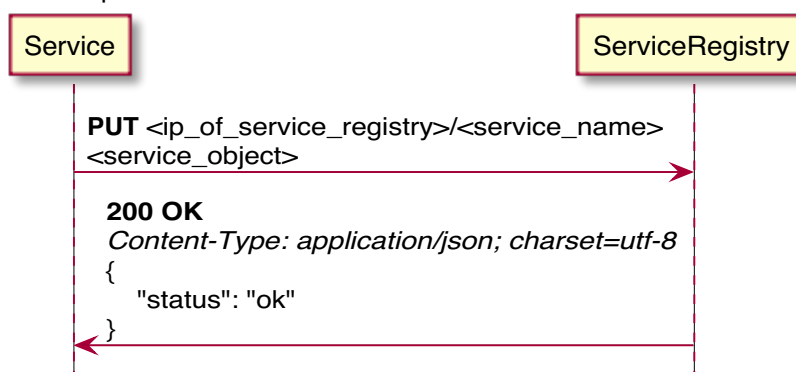 Service
ServiceRegistry
PUT <ip_of_service_registry>/<service_name>
<service_object>
200 OK
Content-Type: application/json; charset=utf-8
{
"status": "ok"
}